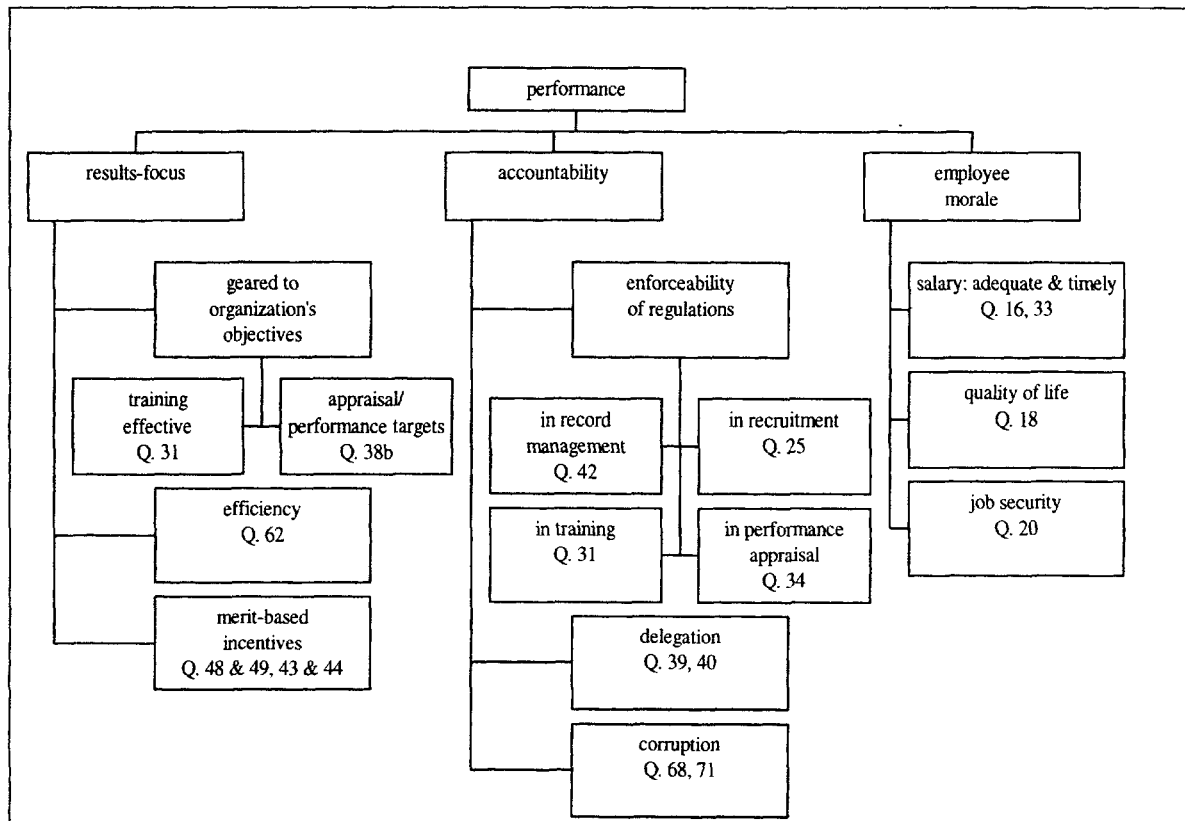 performance
results-focus
geared to
organization's
objectives
training
effective
Q. 31
appraisal/
performance targets
Q. 38b
efficiency
Q. 62
merit-based
incentives
Q. 48 & 49, 43 & 44
accountability
enforceability
of regulations
in record
management
Q. 42
in recruitment
Q. 25
in training
Q. 31
in performance
appraisal
Q. 34
delegation
Q. 39, 40
corruption
Q. 68, 71
employee
morale
salary: adequate & timely
Q. 16, 33
quality of life
Q. 18
job security
Q. 20